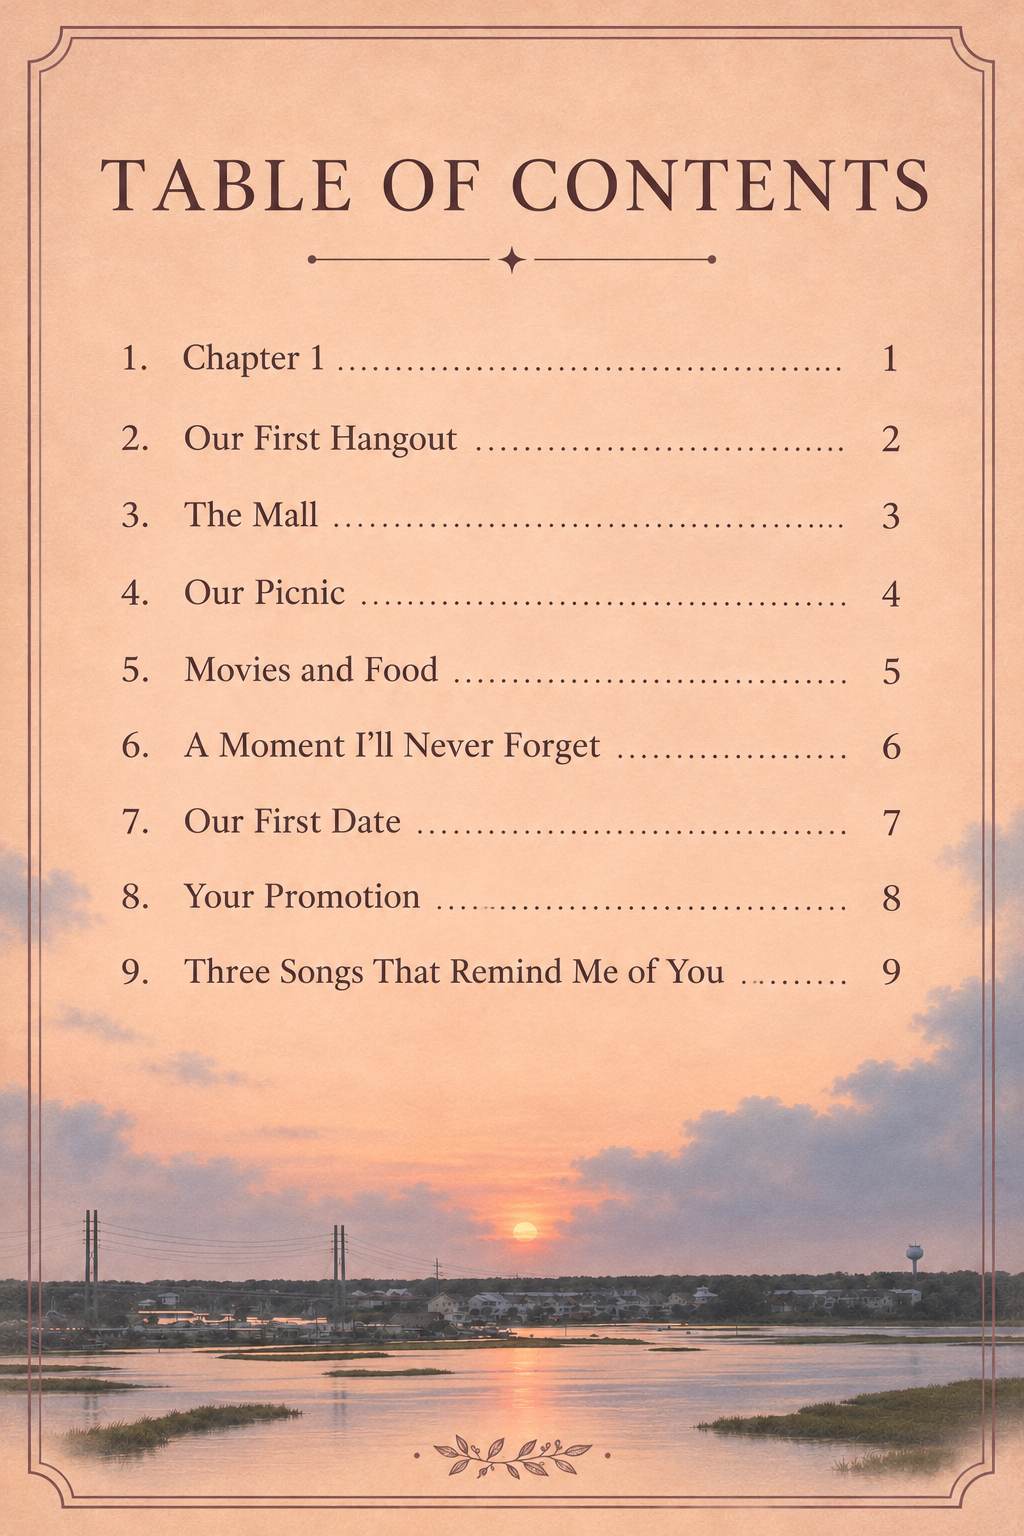 TABLE OF CONTENTS
1. Chapter 1 ........................................................ 1
2. Our First Hangout ......................................... 2
3. The Mall ......................................................... 3
4. Our Picnic ...................................................... 4
5. Movies and Food ............................................ 5
6. A Moment I’ll Never Forget .......................... 6
7. Our First Date ................................................ 7
8. Your Promotion .............................................. 8
9. Three Songs That Remind Me of You ........... 9